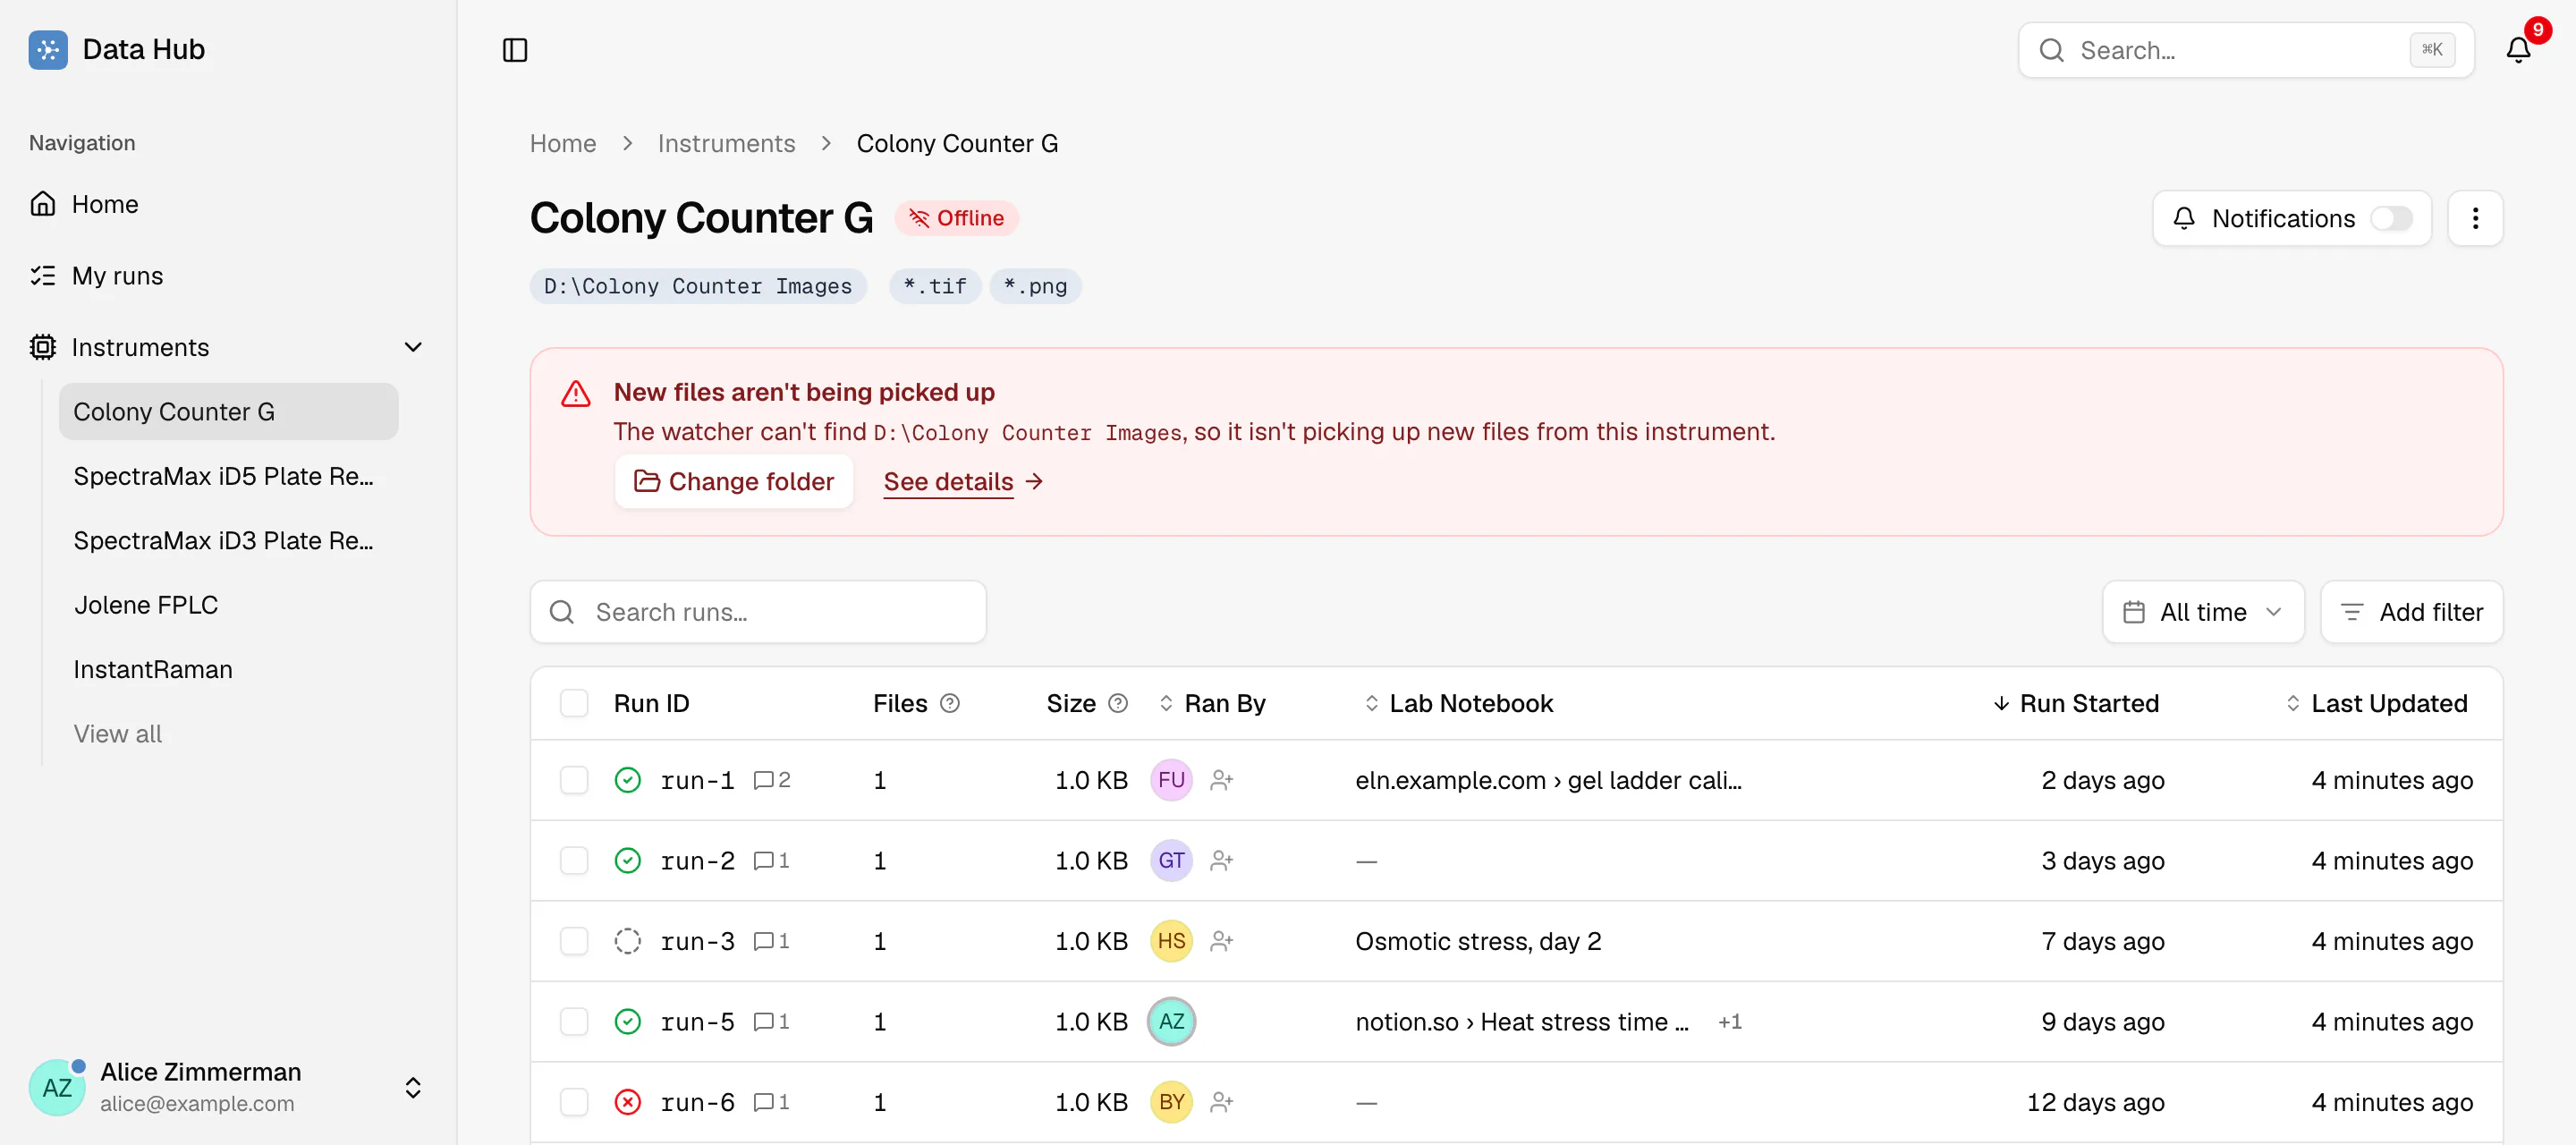 Data Hub
Search...
⌘K
9
Navigation
Home
My runs
Instruments
Colony Counter G
SpectraMax iD5 Plate Re...
SpectraMax iD3 Plate Re...
Jolene FPLC
InstantRaman
View all
AZ
Alice Zimmerman
alice@example.com
Home > Instruments > Colony Counter G
Colony Counter G
Offline
Notifications
D:\Colony Counter Images
*.tif
*.png
New files aren't being picked up
The watcher can't find D:\Colony Counter Images, so it isn't picking up new files from this instrument.
Change folder
See details →
Search runs...
All time
Add filter
Run ID Files Size Ran By Lab Notebook Run Started Last Updated
run-1 2 1 1.0 KB FU eln.example.com › gel ladder cali... 2 days ago 4 minutes ago
run-2 1 1 1.0 KB GT — 3 days ago 4 minutes ago
run-3 1 1 1.0 KB HS Osmotic stress, day 2 7 days ago 4 minutes ago
run-5 1 1 1.0 KB AZ notion.so › Heat stress time ... +1 9 days ago 4 minutes ago
run-6 1 1 1.0 KB BY — 12 days ago 4 minutes ago